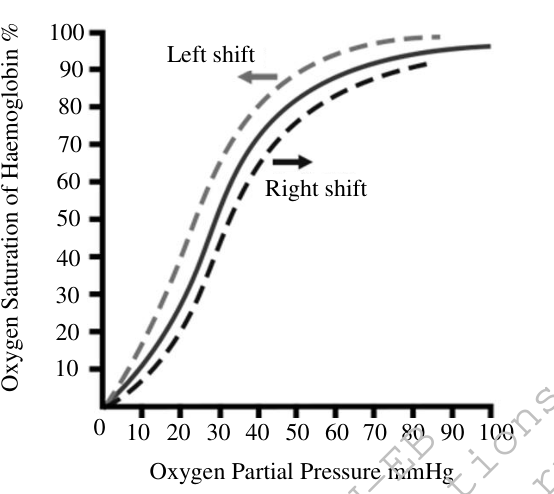 Oxygen Saturation of Haemoglobin %
100
90
80
70
60
50
40
30
20
10
Left shift
Right shift
0 10 20 30 40 50 60 70 80 90 100
Oxygen Partial Pressure mmHg